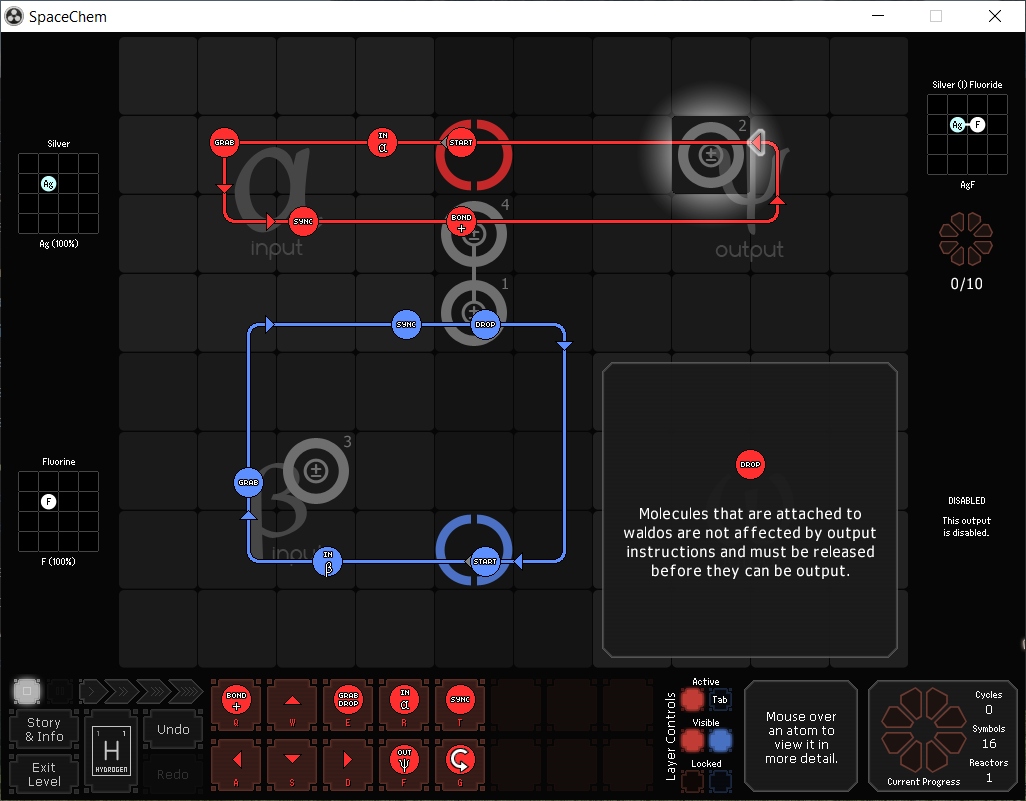 SpaceChem
Silver
Ag
Ag (100%)
Fluorine
F
F (100%)
GRAB
IN
α
START
2
SYNC
BOND
+
4
α
input
ψ
output
1
SYNC
DROP
GRAB
3
β
input
IN
β
START
DROP
Molecules that are attached to
waldos are not affected by output
instructions and must be released
before they can be output.
Silver (I) Fluoride
Ag F
AgF
0/10
DISABLED
This output
is disabled.
Story
& Info
Exit
Level
1 1
H
HYDROGEN
Undo
Redo
BOND
+
Q
W
GRAB
DROP
E
IN
α
R
SYNC
T
A
S
D
OUT
ψ
F
G
Layer Controls
Active
Tab
Visible
Locked
Mouse over
an atom to
view it in
more detail.
Current Progress
Cycles
0
Symbols
16
Reactors
1